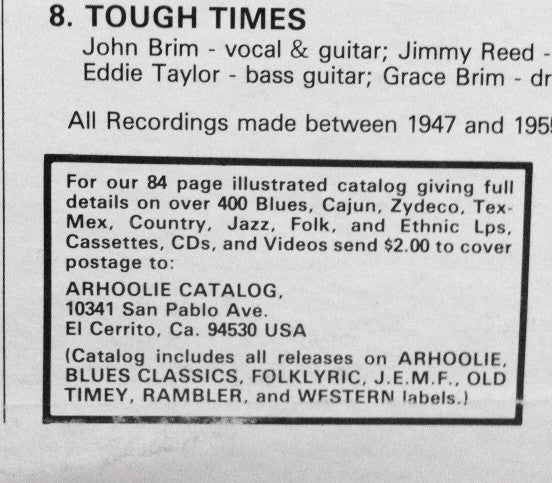 8. TOUGH TIMES
John Brim - vocal & guitar; Jimmy Reed -
Eddie Taylor - bass guitar; Grace Brim -
All Recordings made between 1947 and
For our 84 page illustrated catalog giving full
details on over 400 Blues, Cajun, Zydeco, Tex-
Mex, Country, Jazz, Folk, and Ethnic Lps,
Cassettes, CDs, and Videos send $2.00 to cover
postage to:
ARHOOLIE CATALOG,
10341 San Pablo Ave.
El Cerrito, Ca. 94530 USA
(Catalog includes all releases on ARHOOLIE,
BLUES CLASSICS, FOLKLYRIC, J.E.M.F., OLD
TIMEY, RAMBLER, and WESTERN labels.)